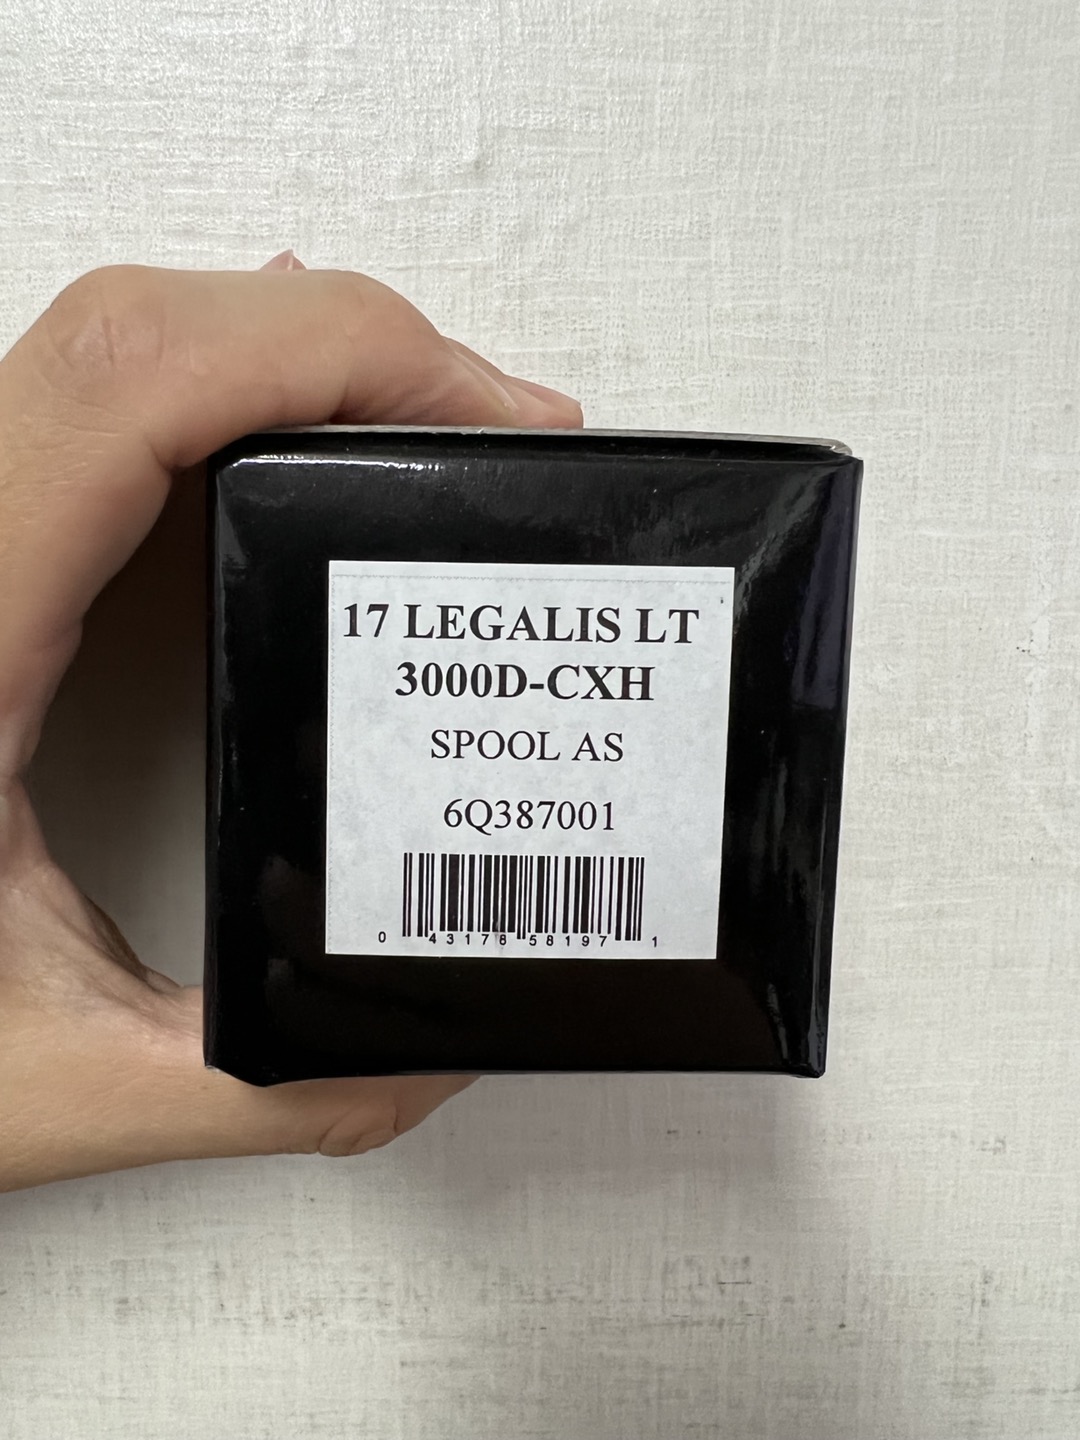 17 LEGALIS LT
3000D-CXH
SPOOL AS
6Q387001
0 43178 58197 1